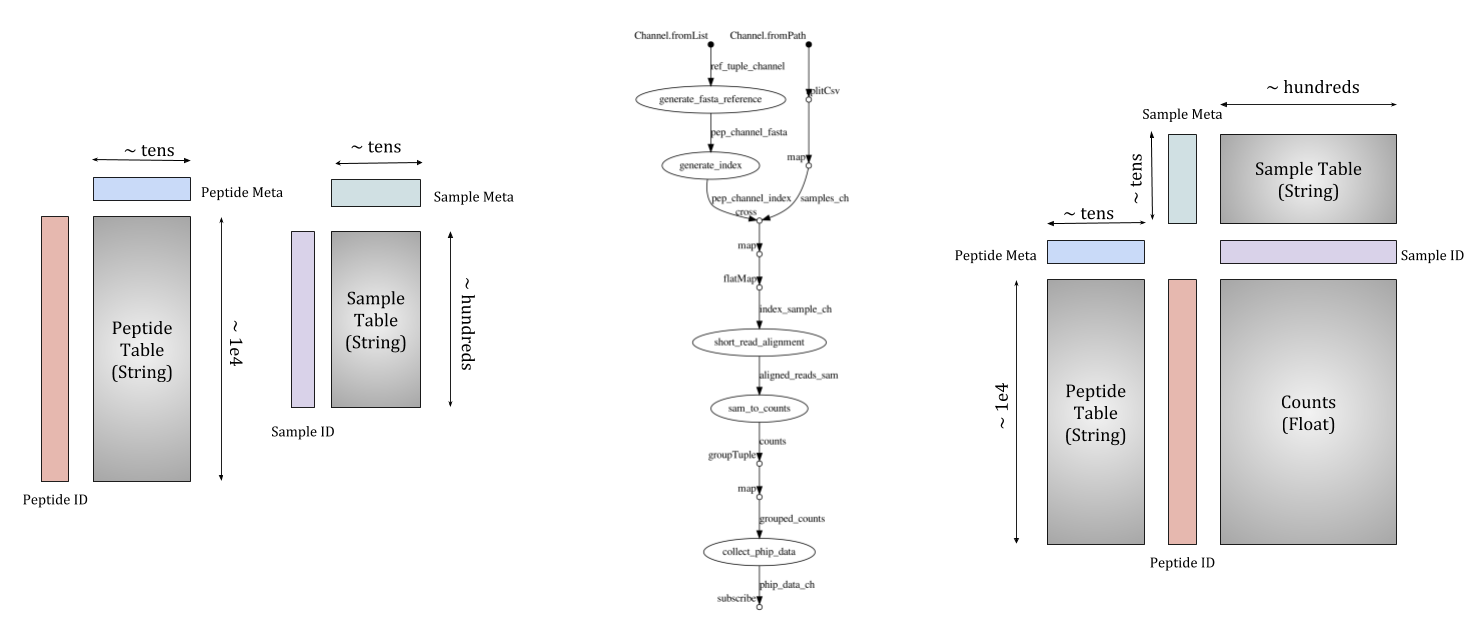 ~ tens
Peptide Meta
Peptide
Table
(String)
~ 1e4
Peptide ID
~ tens
Sample Meta
Sample
Table
(String)
~ hundreds
Sample ID
Channel.fromList
Channel.fromPath
ref_tuple_channel
generate_fasta_reference
plitCsv
pep_channel_fasta
generate_index
map
pep_channel_index
samples_ch
cross
map
flatMap
index_sample_ch
short_read_alignment
aligned_reads_sam
sam_to_counts
counts
groupTuple
map
grouped_counts
collect_phip_data
phip_data_ch
subscribe
~ hundreds
Sample Meta
~ tens
Sample Table
(String)
~ tens
Peptide Meta
Sample ID
~ 1e4
Peptide
Table
(String)
Counts
(Float)
Peptide ID